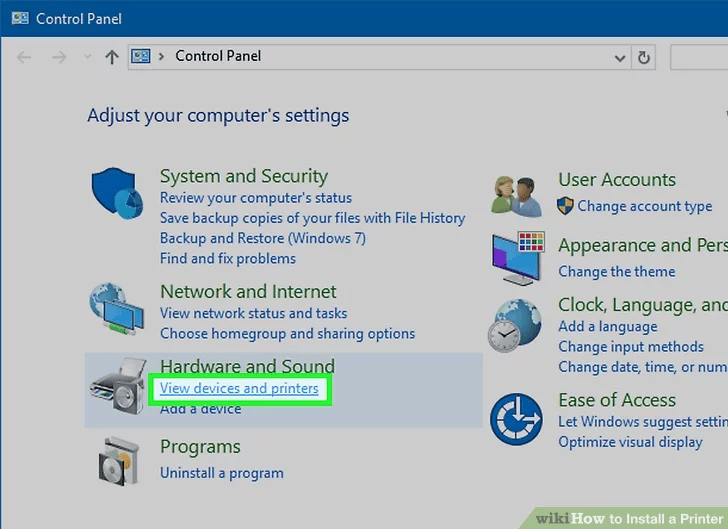 Control Panel
Control Panel
Adjust your computer's settings
System and Security
Review your computer's status
Save backup copies of your files with File History
Backup and Restore (Windows 7)
Find and fix problems
Network and Internet
View network status and tasks
Choose homegroup and sharing options
Hardware and Sound
View devices and printers
Add a device
Programs
Uninstall a program
User Accounts
Change account type
Appearance and Pers
Change the theme
Clock, Language, and
Add a language
Change input methods
Change date, time, or num
Ease of Access
Let Windows suggest settin
Optimize visual display
wikiHow to Install a Printer